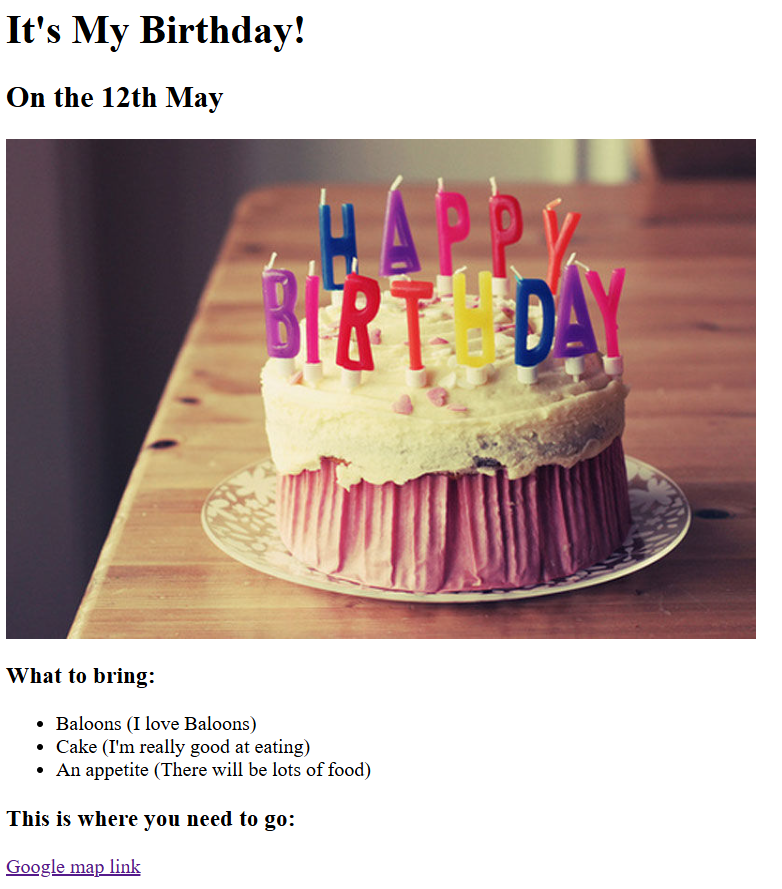 It's My Birthday!
On the 12th May
HAPPY
BIRTHDAY
What to bring:
Baloons (I love Baloons)
Cake (I'm really good at eating)
An appetite (There will be lots of food)
This is where you need to go:
Google map link